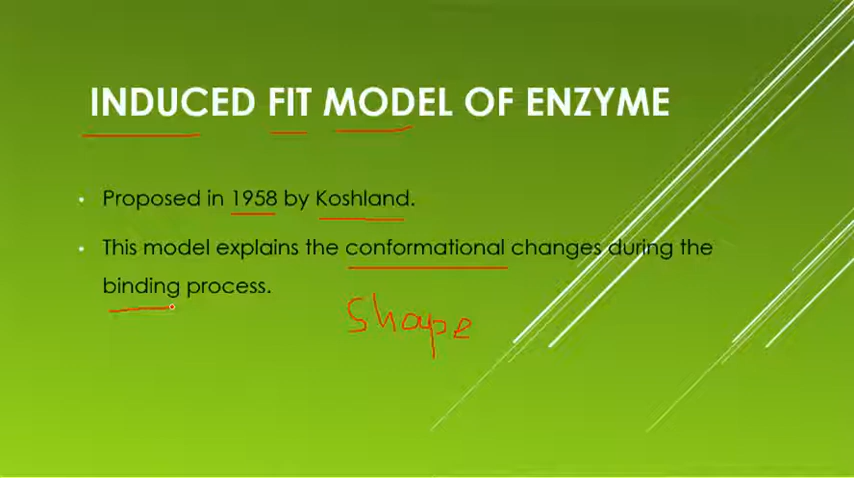 INDUCED FIT MODEL OF ENZYME
• Proposed in 1958 by Koshland.
• This model explains the conformational changes during the
binding process.
Shape